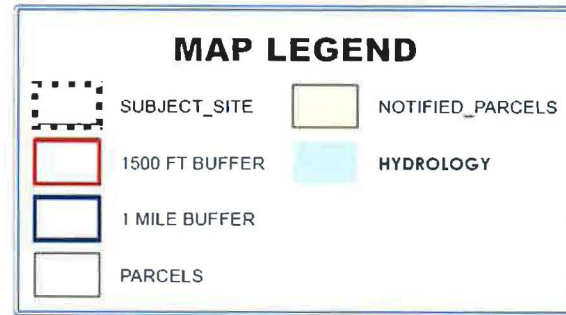 MAP LEGEND
SUBJECT_SITE
NOTIFIED_PARCELS
1500 FT BUFFER
HYDROLOGY
1 MILE BUFFER
PARCELS